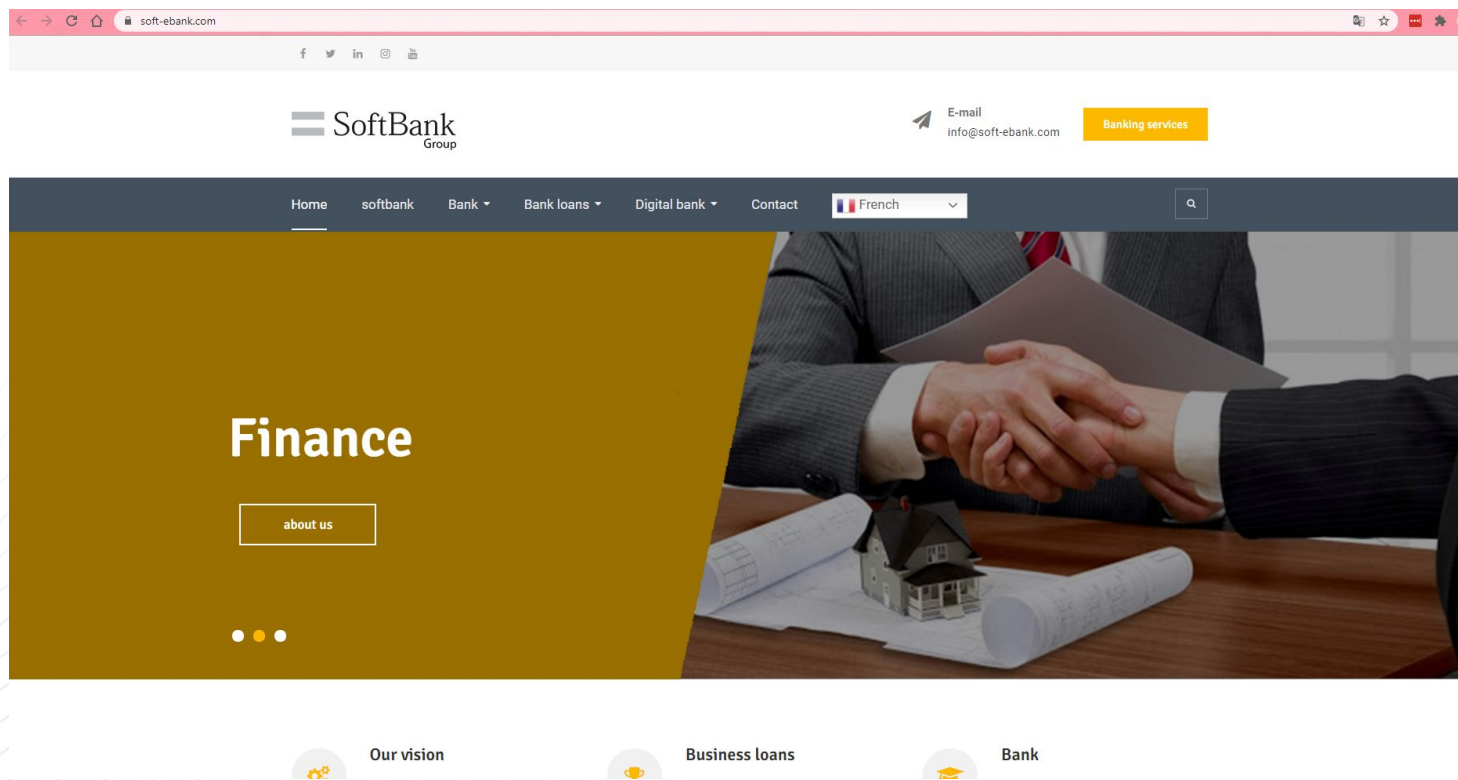 soft-ebank.com
SoftBank
Group
E-mail
info@soft-ebank.com
Banking services
Home softbank Bank Bank loans Digital bank Contact French
Finance
about us
Our vision Business loans Bank